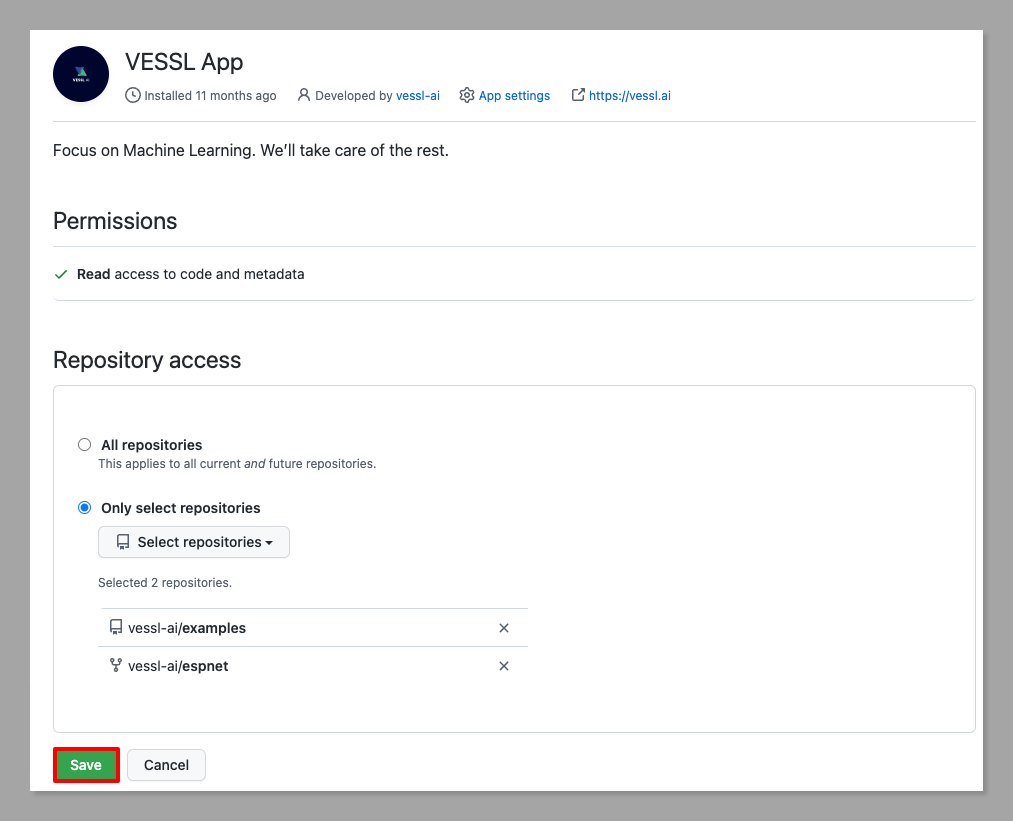 VESSL App
VESSL AI
Installed 11 months ago Developed by vessl-ai App settings https://vessl.ai
Focus on Machine Learning. We’ll take care of the rest.
Permissions
Read access to code and metadata
Repository access
All repositories
This applies to all current and future repositories.
Only select repositories
Select repositories
Selected 2 repositories.
vessl-ai/examples
vessl-ai/espnet
Save Cancel